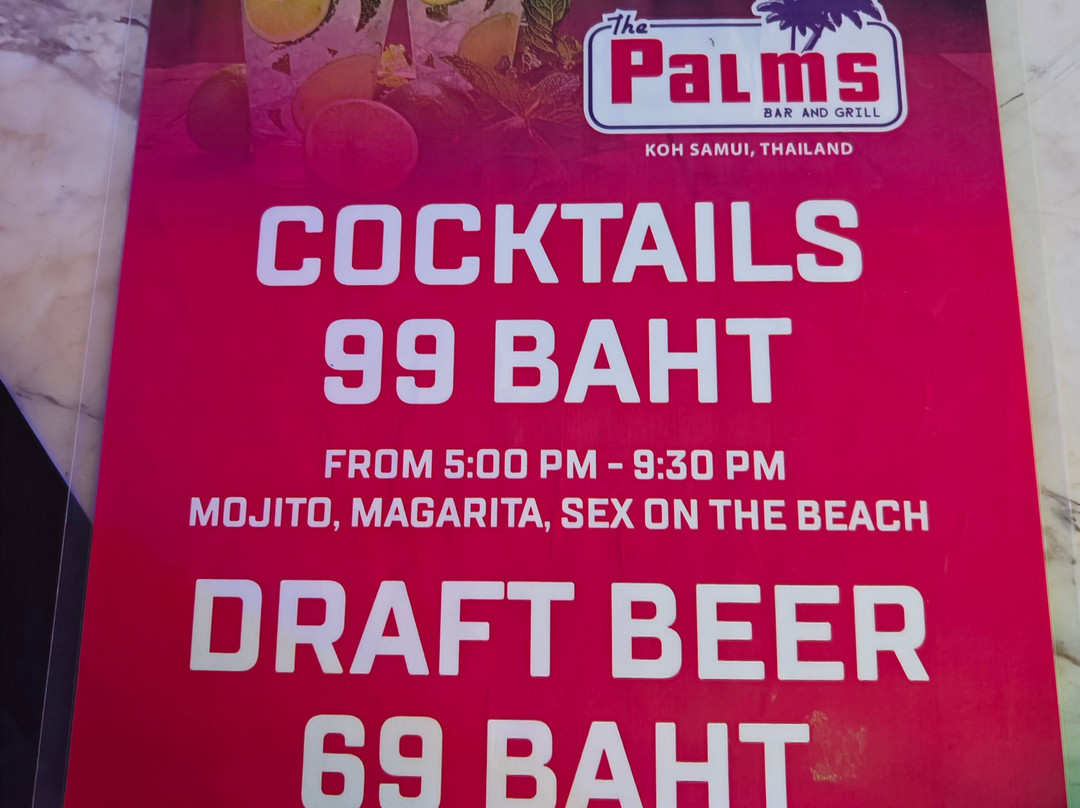 The
Palms
BAR AND GRILL
KOH SAMUI, THAILAND
COCKTAILS
99 BAHT
FROM 5:00 PM - 9:30 PM
MOJITO, MAGARITA, SEX ON THE BEACH
DRAFT BEER
69 BAHT